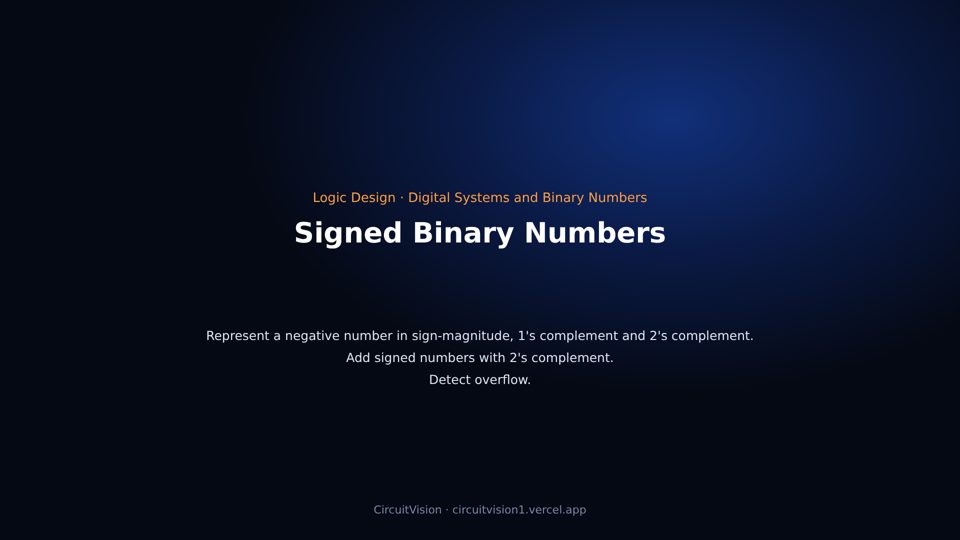 Logic Design · Digital Systems and Binary Numbers
Signed Binary Numbers
Represent a negative number in sign-magnitude, 1's complement and 2's complement.
Add signed numbers with 2's complement.
Detect overflow.
CircuitVision · circuitvision1.vercel.app